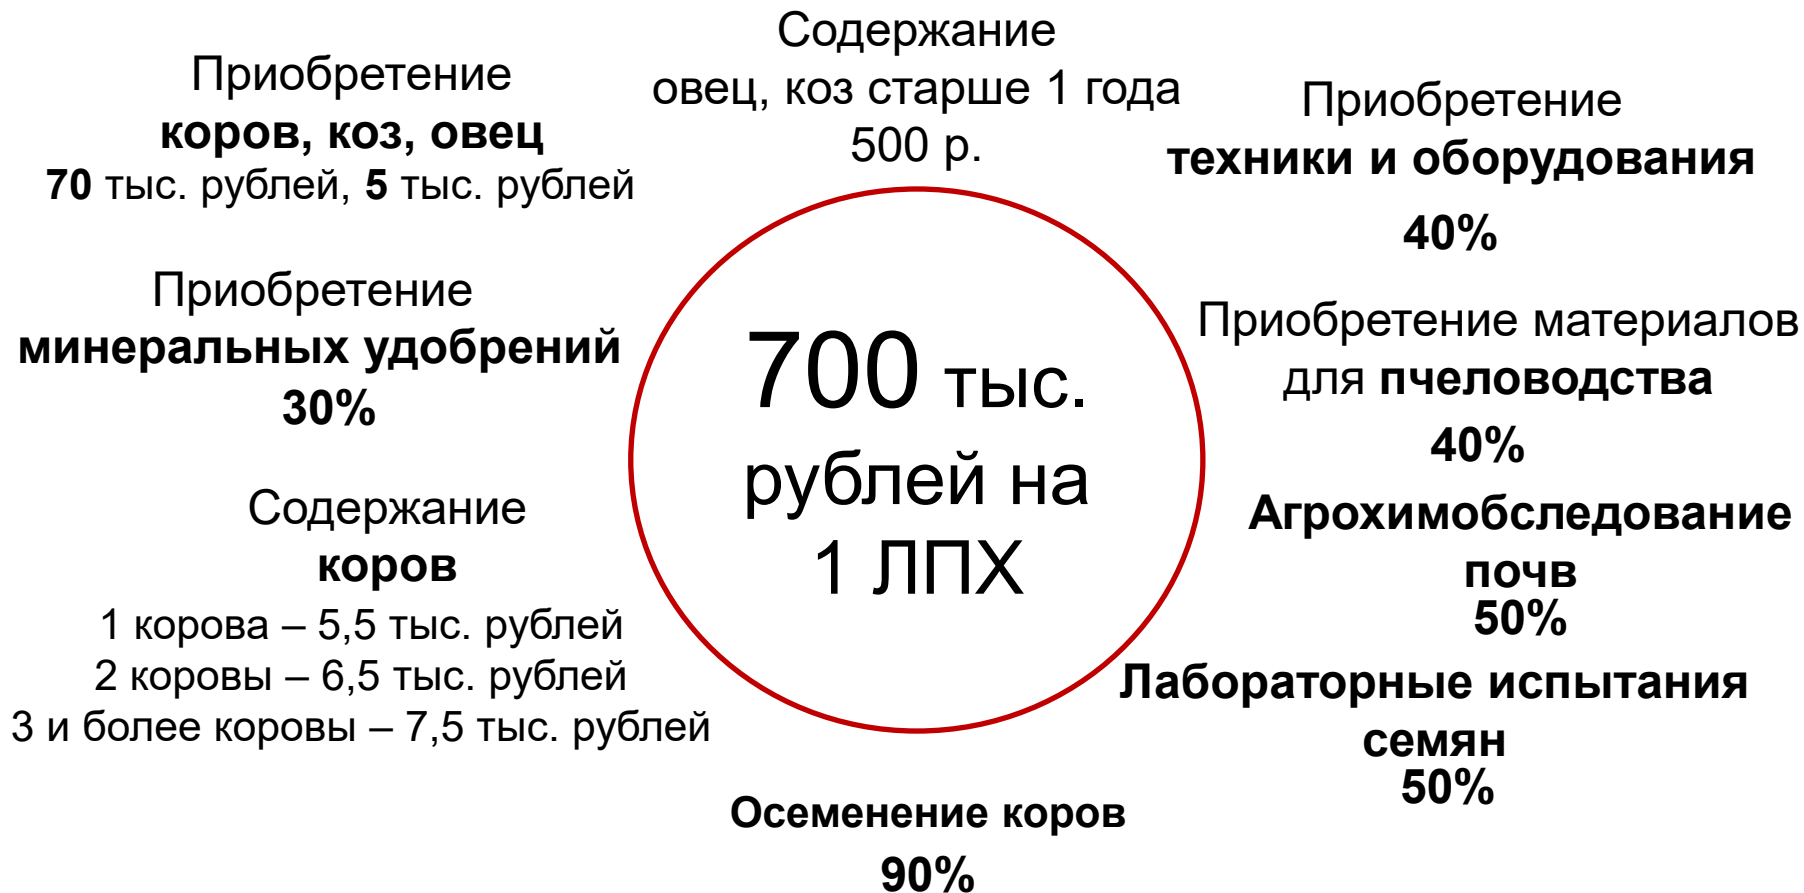 Содержание
овец, коз старше 1 года
500 р.
Приобретение
коров, коз, овец
70 тыс. рублей, 5 тыс. рублей
Приобретение
техники и оборудования
40%
Приобретение
минеральных удобрений
30%
700 тыс.
рублей на
1 ЛПХ
Приобретение материалов
для пчеловодства
40%
Содержание
коров
1 корова – 5,5 тыс. рублей
2 коровы – 6,5 тыс. рублей
3 и более коровы – 7,5 тыс. рублей
Агрохимобследование
почв
50%
Лабораторные испытания
семян
50%
Осеменение коров
90%